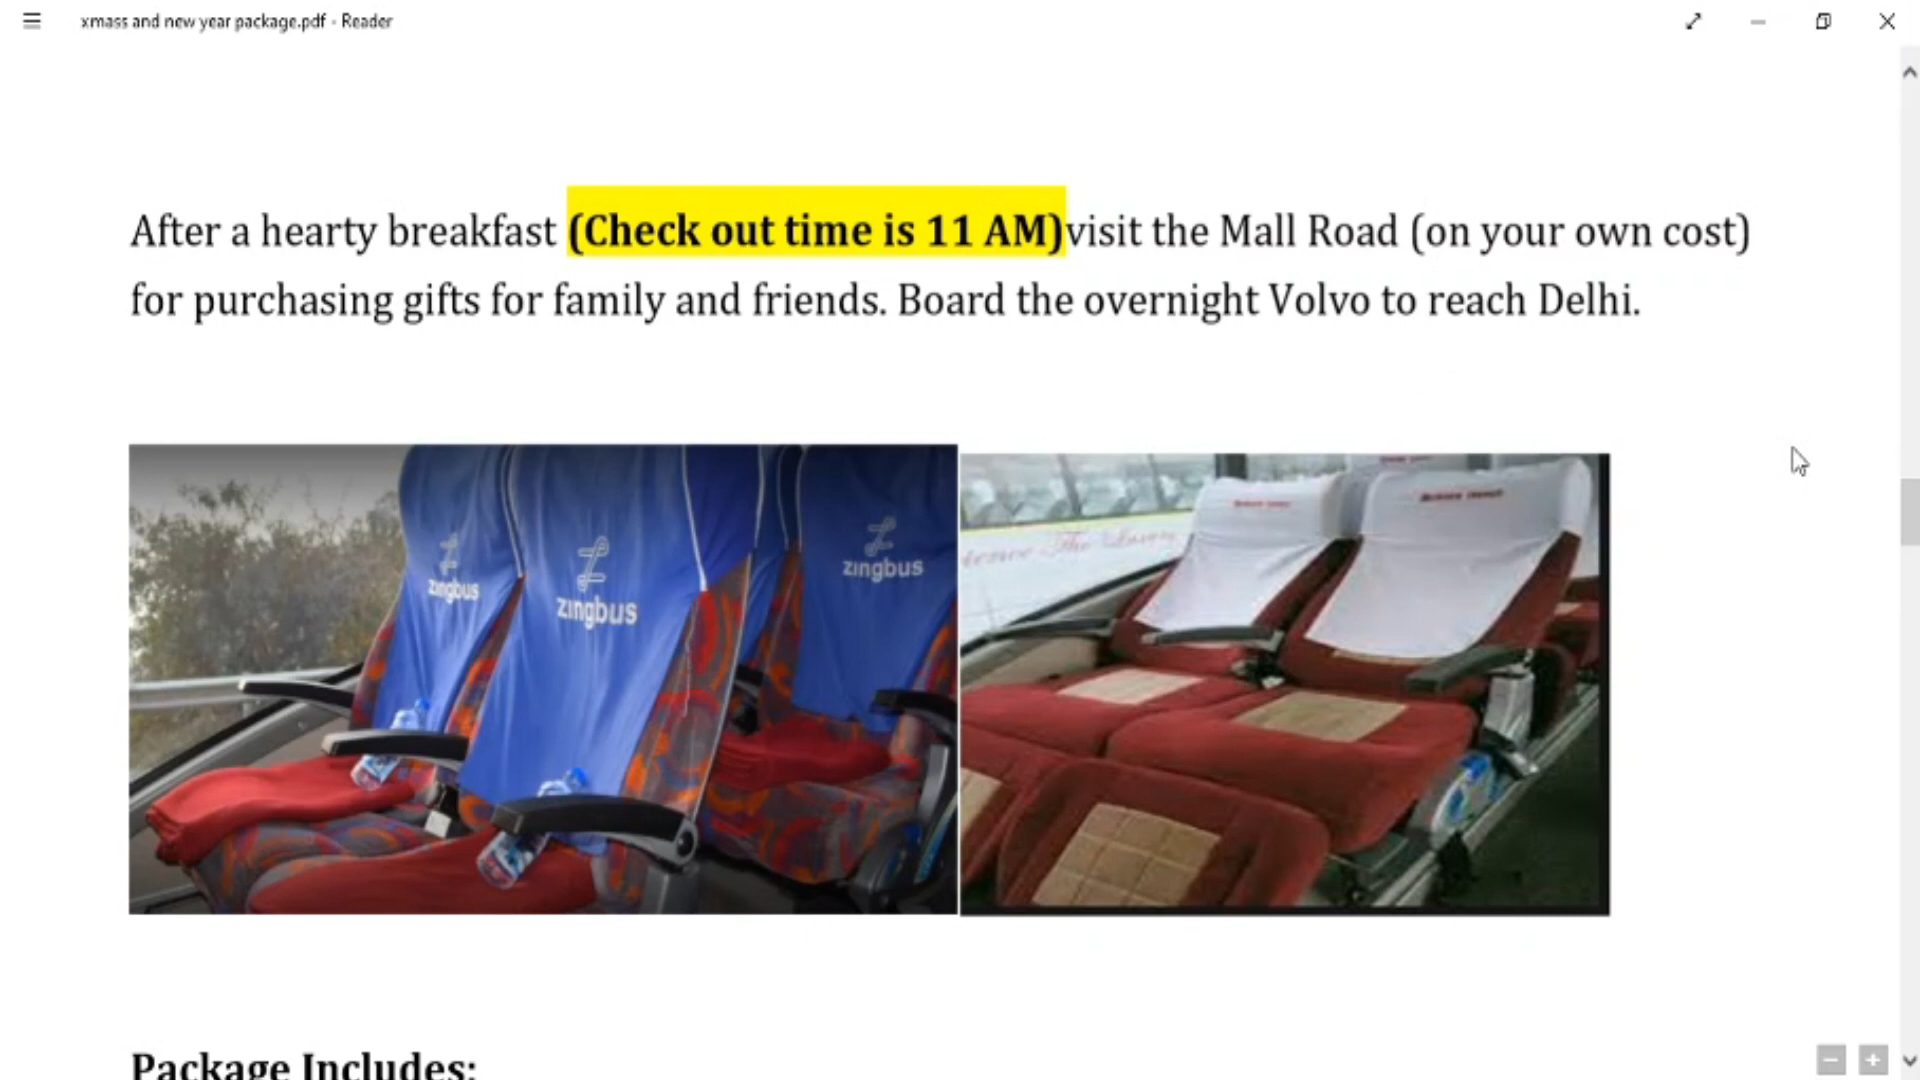 xmass and new year package.pdf - Reader
After a hearty breakfast (Check out time is 11 AM)visit the Mall Road (on your own cost)
for purchasing gifts for family and friends. Board the overnight Volvo to reach Delhi.
zingbus
zingbus
zingbus
The
Package Includes: